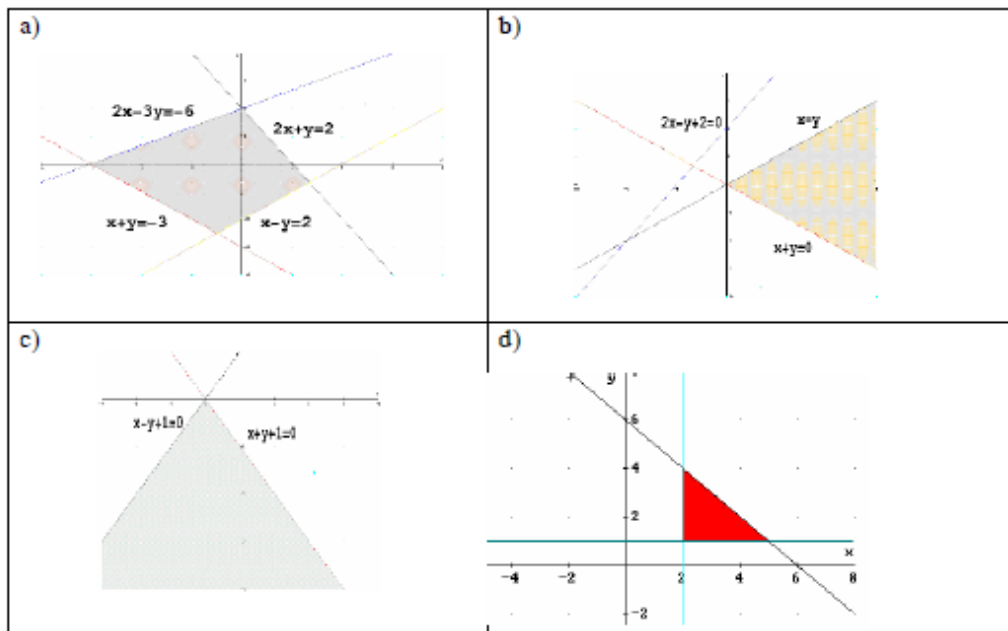 a)
2x-3y=-6
2x+y=2
x+y=-3
x-y=2
b)
2x-y+2=0
x=y
x+y=0
c)
x-y+1=0
x+y+1=0
d)
y
6
4
2
x
-4 -2 2 4 6 8
-2